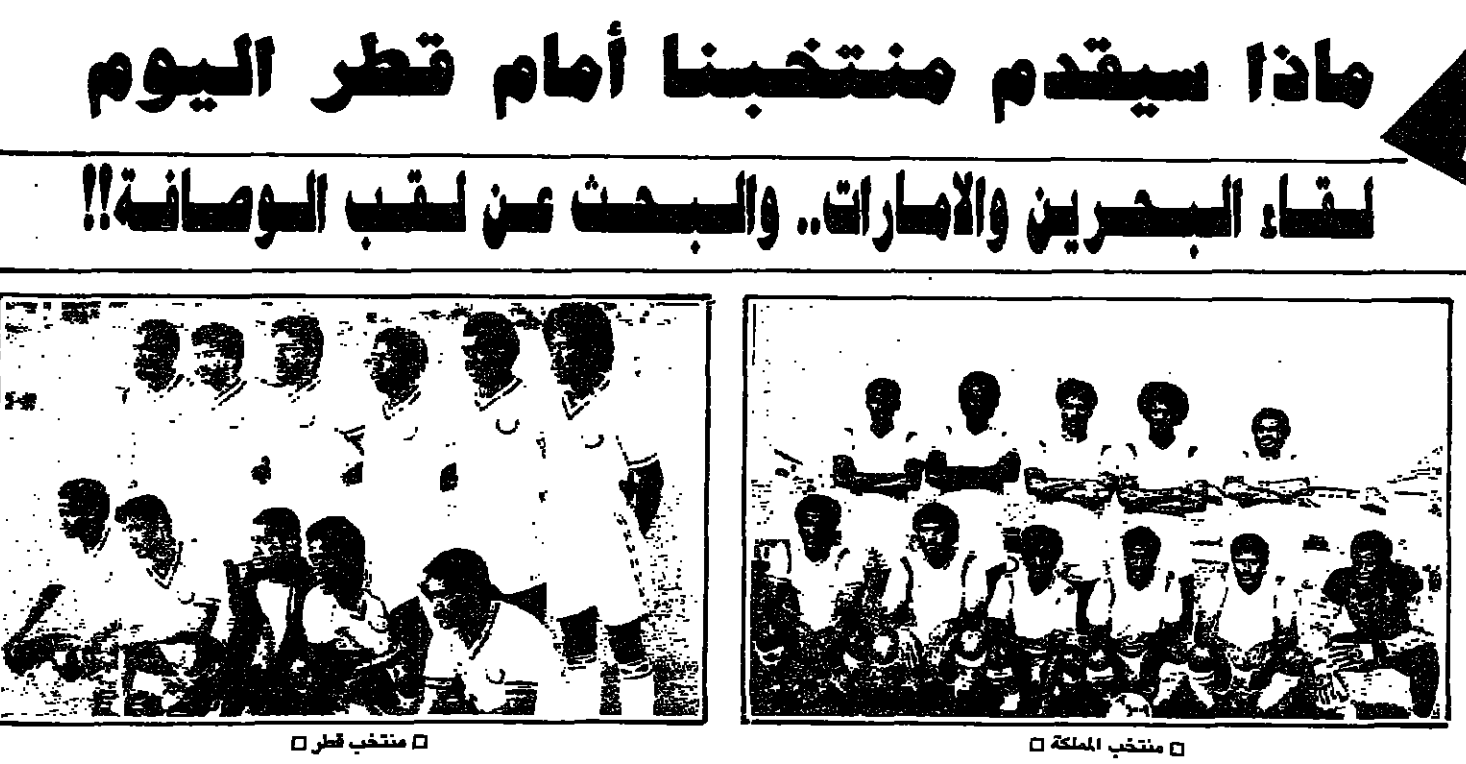 ماذا سيقدم منتخبنا أمام قطر اليوم
لقاء البحرين والامارات.. والبحث عن لقب الوصافة!!
منتخب المملكة
منتخب قطر